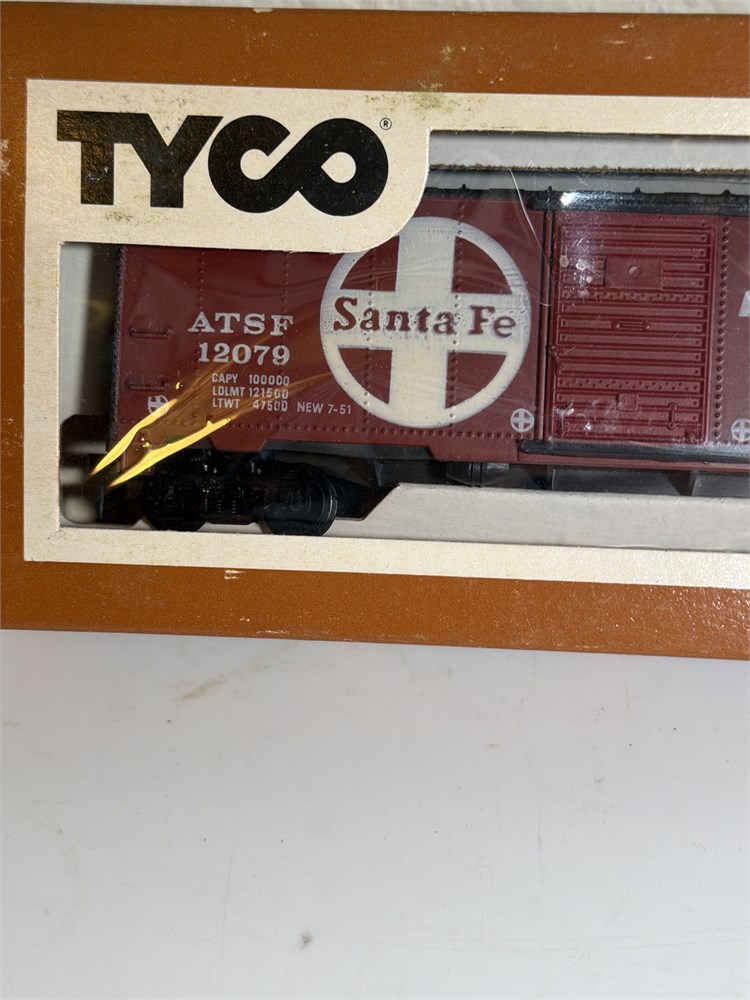 TYCO®
ATSF
12079
CAPY 100000
LDLMT 121500
LTWT 47500 NEW 7-51
Santa Fe